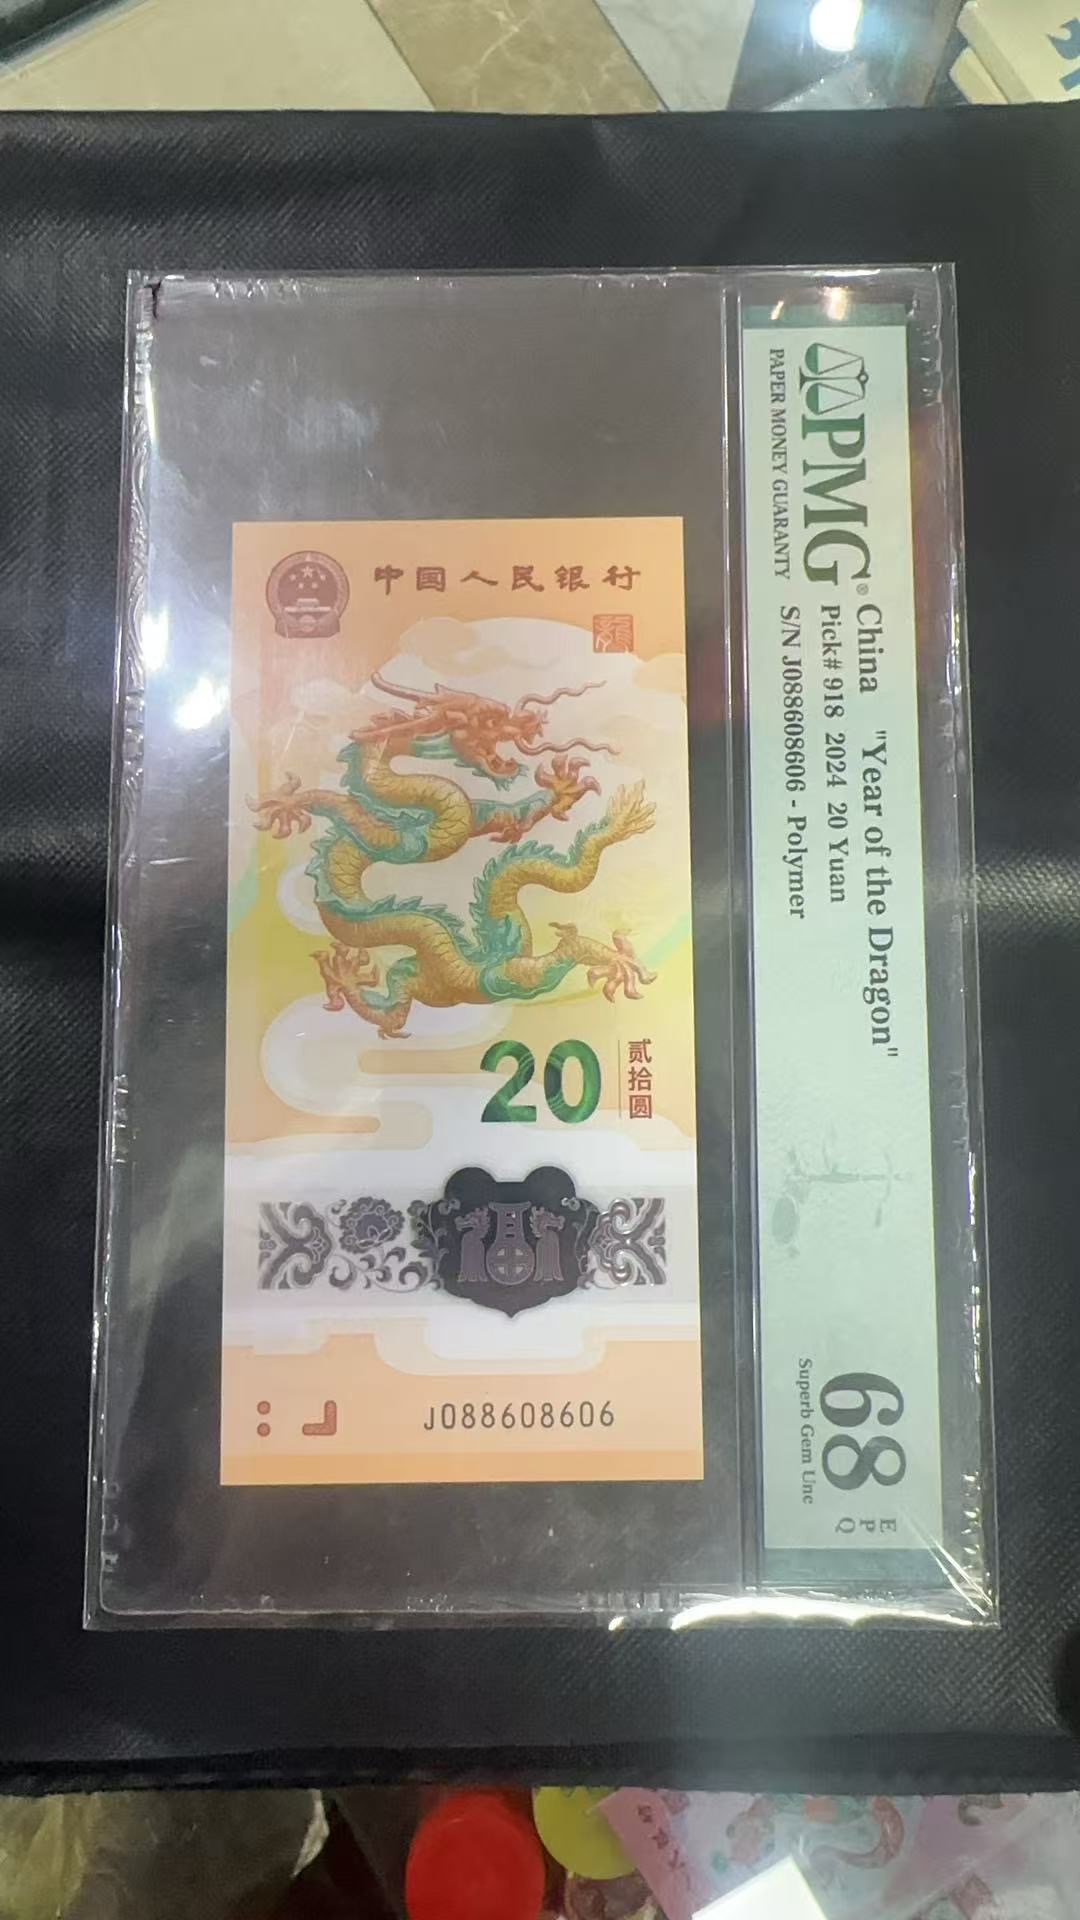 中国人民银行
龍
20
贰拾圆
J088608606
PMG®
PAPER MONEY GUARANTY
China "Year of the Dragon"
Pick# 918 2024 20 Yuan
S/N J088608606 - Polymer
68
EPQ
Superb Gem Unc